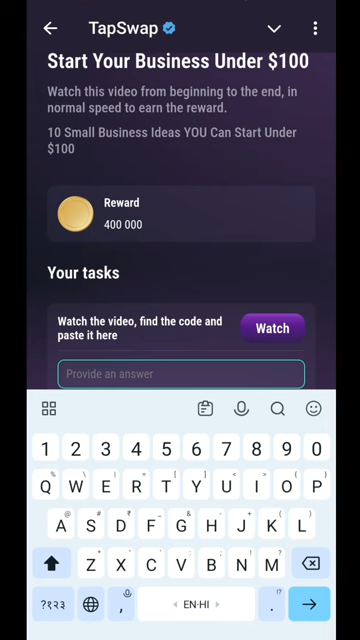 TapSwap
Start Your Business Under $100
Watch this video from beginning to the end, in
normal speed to earn the reward.
10 Small Business Ideas YOU Can Start Under
$100
Reward
400 000
Your tasks
Watch the video, find the code and
paste it here
Watch
Provide an answer
1 2 3 4 5 6 7 8 9 0
Q W E R T Y U I O P
A S D F G H J K L
Z X C V B N M
?१२३ , EN·HI .